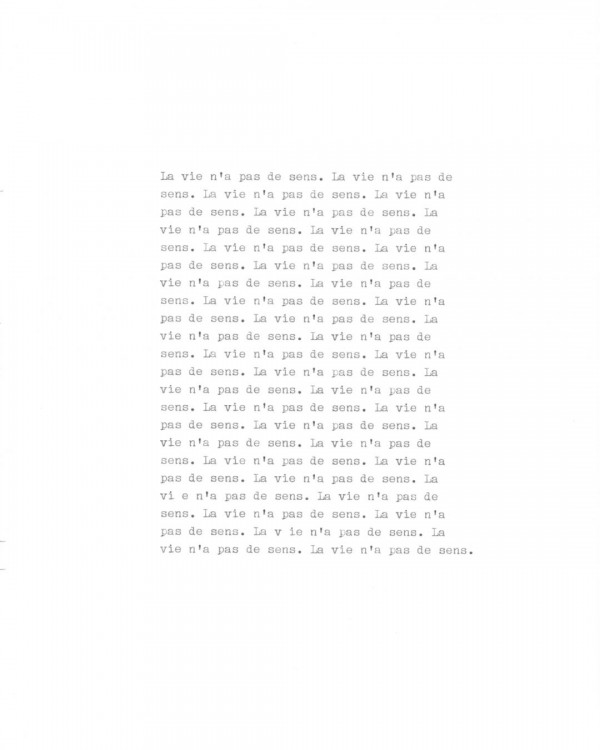 La vie n'a pas de sens. La vie n'a pas de
sens. La vie n'a pas de sens. La vie n'a
pas de sens. La vie n'a pas de sens. La
vie n'a pas de sens. La vie n'a pas de
sens. La vie n'a pas de sens. La vie n'a
pas de sens. La vie n'a pas de sens. La
vie n'a pas de sens. La vie n'a pas de
sens. La vie n'a pas de sens. La vie n'a
pas de sens. La vie n'a pas de sens. La
vie n'a pas de sens. La vie n'a pas de
sens. La vie n'a pas de sens. La vie n'a
pas de sens. La vie n'a pas de sens. La
vie n'a pas de sens. La vie n'a pas de
sens. La vie n'a pas de sens. La vie n'a
pas de sens. La vie n'a pas de sens. La
vie n'a pas de sens. La vie n'a pas de
sens. La vie n'a pas de sens. La vie n'a
pas de sens. La vie n'a pas de sens. La
vi e n'a pas de sens. La vie n'a pas de
sens. La vie n'a pas de sens. La vie n'a
pas de sens. La v ie n'a pas de sens. La
vie n'a pas de sens. La vie n'a pas de sens.